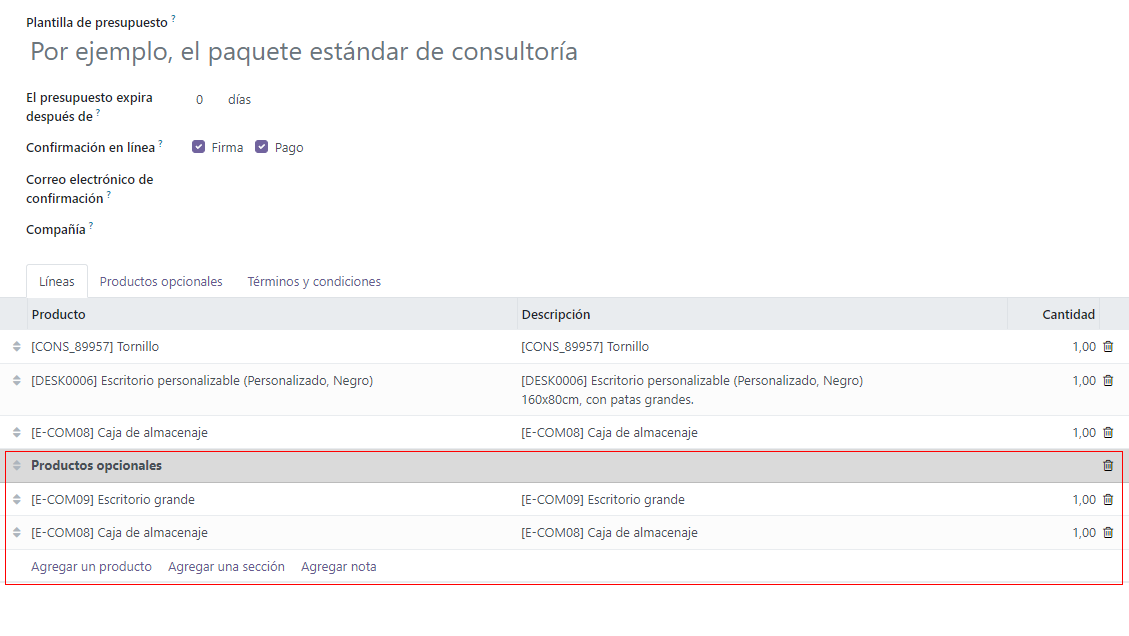 Plantilla de presupuesto ?
Por ejemplo, el paquete estándar de consultoría
El presupuesto expira
después de ?
0 días
Confirmación en línea ?
Firma Pago
Correo electrónico de
confirmación ?
Compañía ?
Líneas Productos opcionales Términos y condiciones
Producto Descripción Cantidad
[CONS_89957] Tornillo [CONS_89957] Tornillo 1,00
[DESK0006] Escritorio personalizable (Personalizado, Negro) [DESK0006] Escritorio personalizable (Personalizado, Negro) 1,00
160x80cm, con patas grandes.
[E-COM08] Caja de almacenaje [E-COM08] Caja de almacenaje 1,00
Productos opcionales
[E-COM09] Escritorio grande [E-COM09] Escritorio grande 1,00
[E-COM08] Caja de almacenaje [E-COM08] Caja de almacenaje 1,00
Agregar un producto Agregar una sección Agregar nota